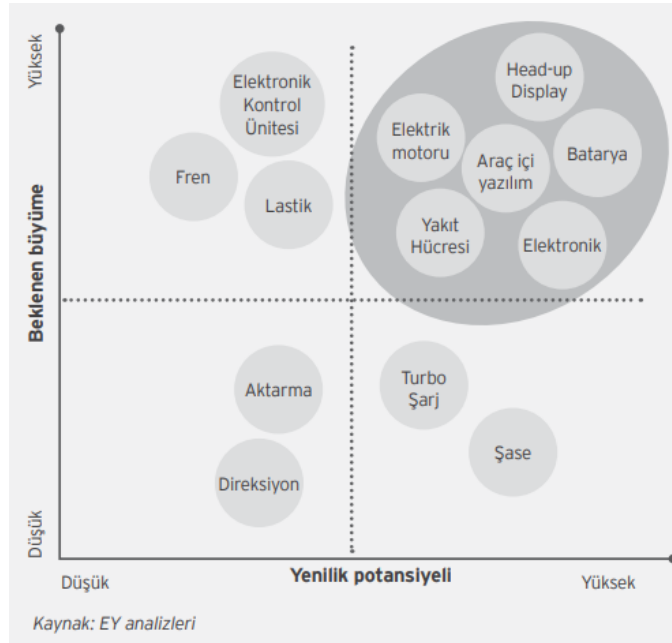 Yüksek
Beklenen büyüme
Düşük
Elektronik
Kontrol
Ünitesi
Fren
Lastik
Head-up
Display
Elektrik
motoru
Araç içi
yazılım
Batarya
Yakıt
Hücresi
Elektronik
Aktarma
Direksiyon
Turbo
Şarj
Şase
Düşük
Yenilik potansiyeli
Yüksek
Kaynak: EY analizleri